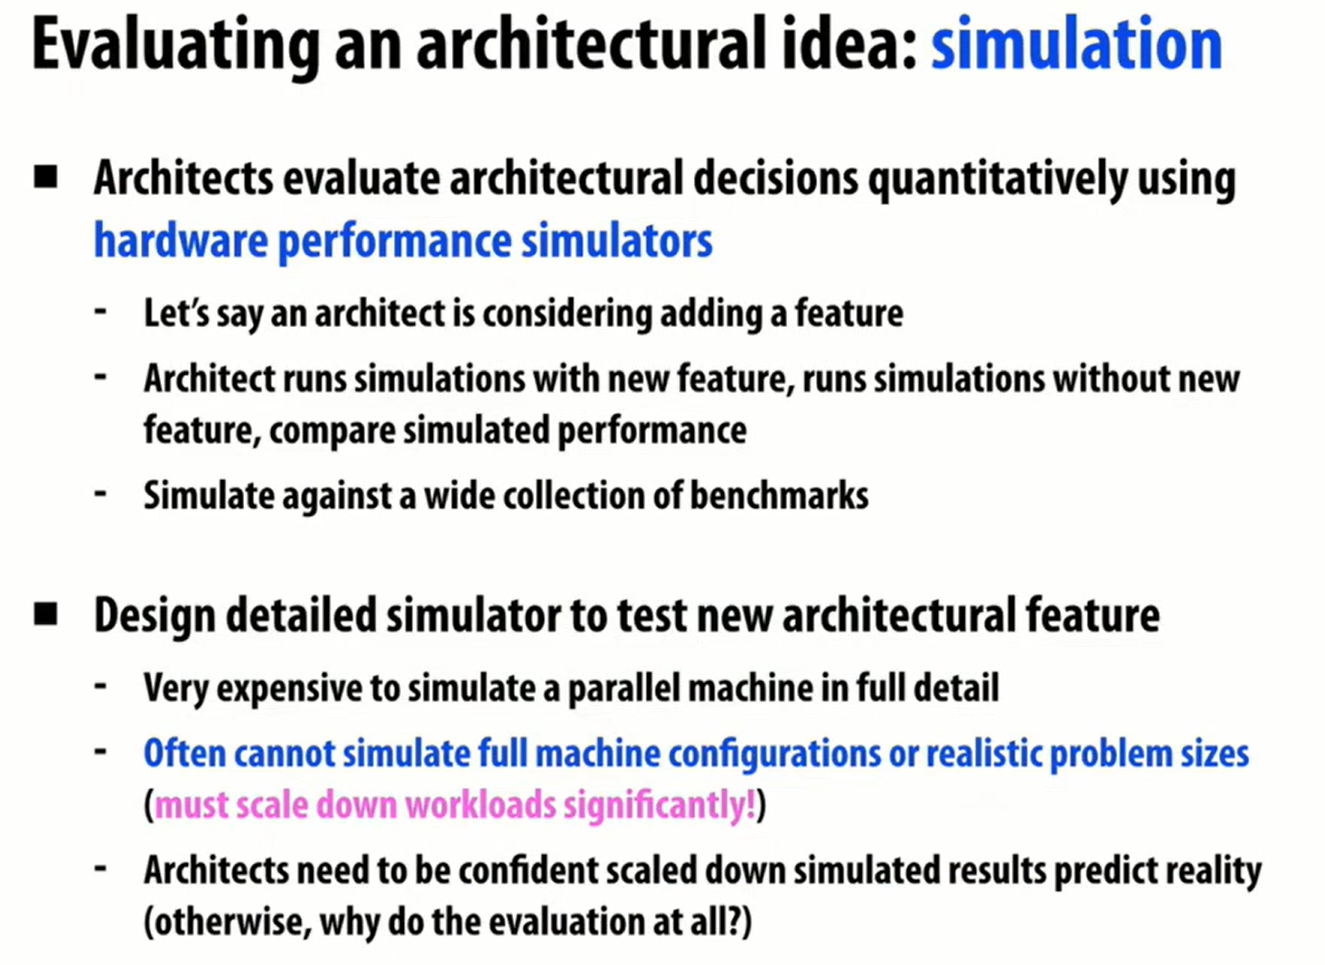 Evaluating an architectural idea: simulation
■ Architects evaluate architectural decisions quantitatively using
hardware performance simulators
- Let’s say an architect is considering adding a feature
- Architect runs simulations with new feature, runs simulations without new
feature, compare simulated performance
- Simulate against a wide collection of benchmarks
■ Design detailed simulator to test new architectural feature
- Very expensive to simulate a parallel machine in full detail
- Often cannot simulate full machine configurations or realistic problem sizes
(must scale down workloads significantly!)
- Architects need to be confident scaled down simulated results predict reality
(otherwise, why do the evaluation at all?)